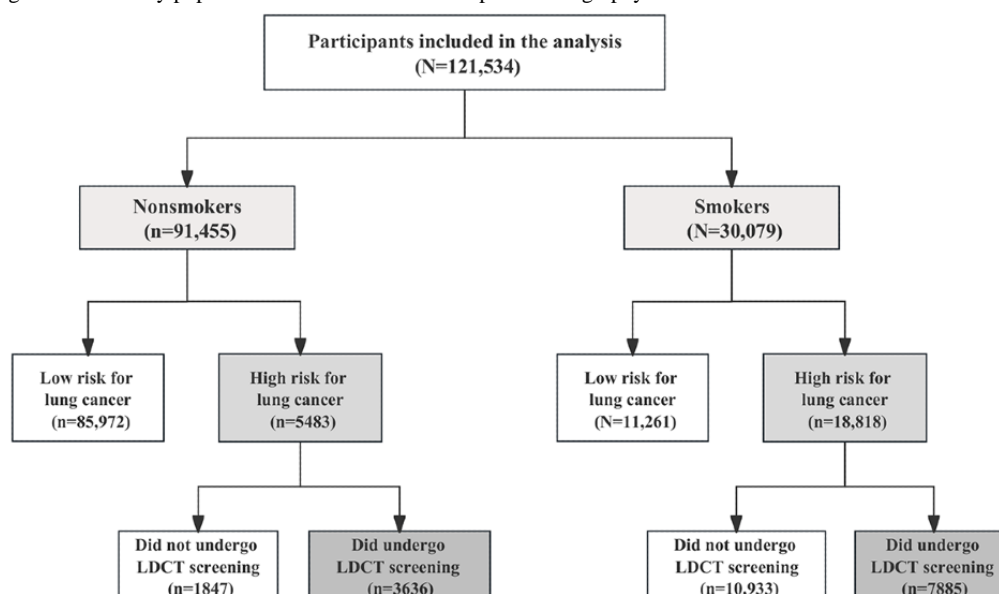 Participants included in the analysis
(N=121,534)
Nonsmokers
(n=91,455)
Smokers
(N=30,079)
Low risk for
lung cancer
(n=85,972)
High risk for
lung cancer
(n=5483)
Low risk for
lung cancer
(N=11,261)
High risk for
lung cancer
(n=18,818)
Did not undergo
LDCT screening
(n=1847)
Did undergo
LDCT screening
(n=3636)
Did not undergo
LDCT screening
(n=10,933)
Did undergo
LDCT screening
(n=7885)